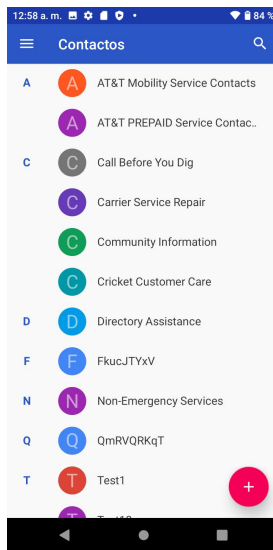 12:58 a. m. 84 %
Contactos
A
A AT&T Mobility Service Contacts
A AT&T PREPAID Service Contac..
C
C Call Before You Dig
C Carrier Service Repair
C Community Information
C Cricket Customer Care
D
D Directory Assistance
F
F FkucJTYxV
N
N Non-Emergency Services
Q
Q QmRVQRKqT
T
T Test1